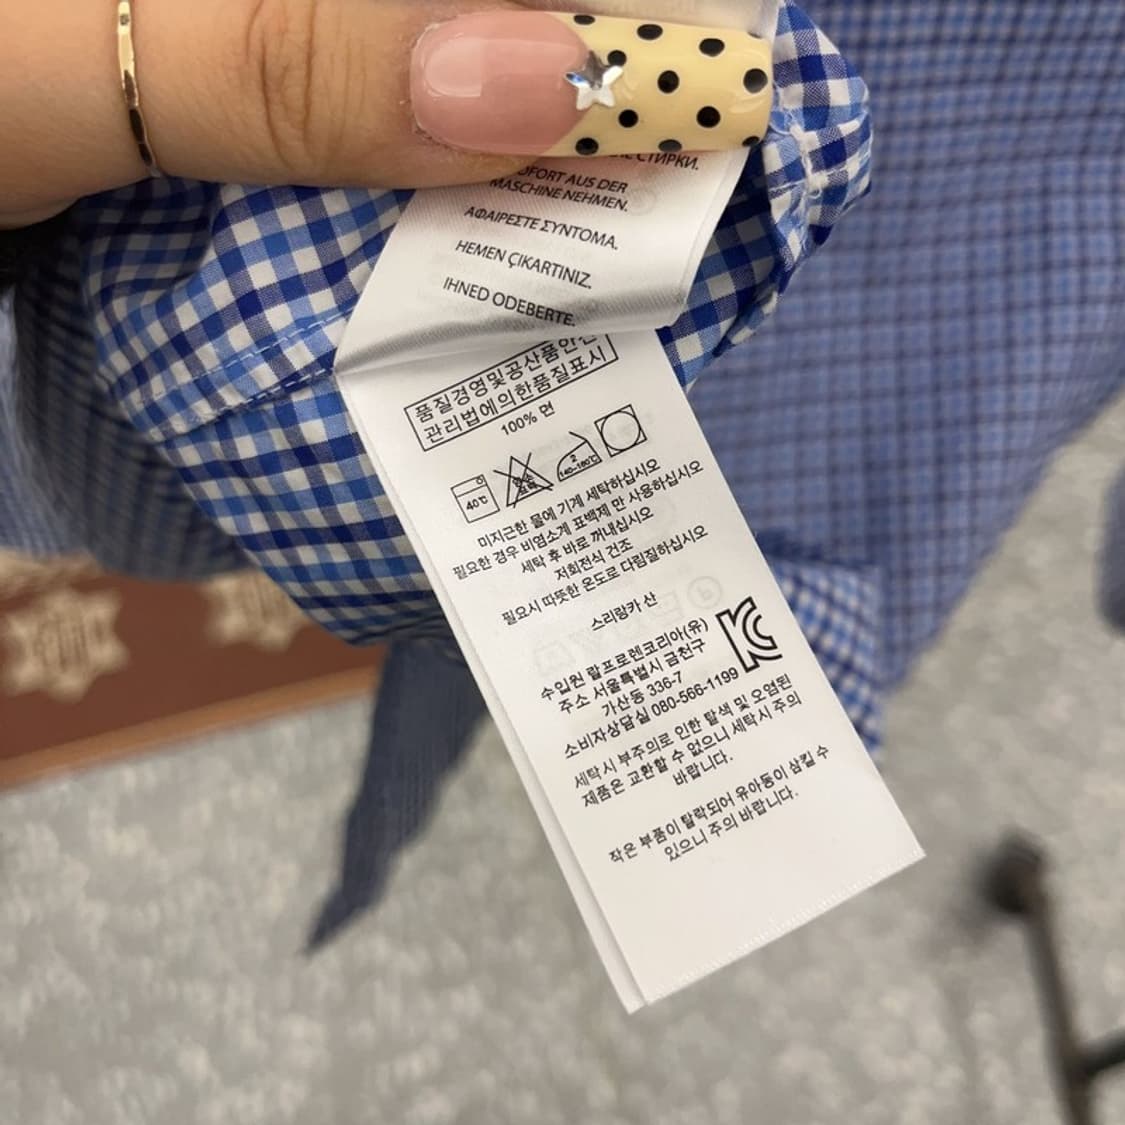 СТИРКИ.
OFORT AUS DER
MASCHINE NEHMEN.
ΑΦΑΙΡΕΣΤΕ ΣΥΝΤΟΜΑ.
HEMEN ÇIKARTINIZ.
IHNED ODEBERTE.
품질경영및공산품안전
관리법에의한품질표시
100% 면
40℃
2
140-160℃
미지근한 물에 기계 세탁하십시오
필요한 경우 비염소계 표백제 만 사용하십시오
세탁 후 바로 꺼내십시오
저회전식 건조
필요시 따뜻한 온도로 다림질하십시오
스리랑카 산
수입원 랄프로렌코리아(유)
주소 서울특별시 금천구
가산동 336-7
소비자상담실 080-566-1199
세탁시 부주의로 인한 탈색 및 오염된
제품은 교환할 수 없으니 세탁시 주의
바랍니다.
작은 부품이 탈락되어 유아동이 삼킬 수
있으니 주의 바랍니다.